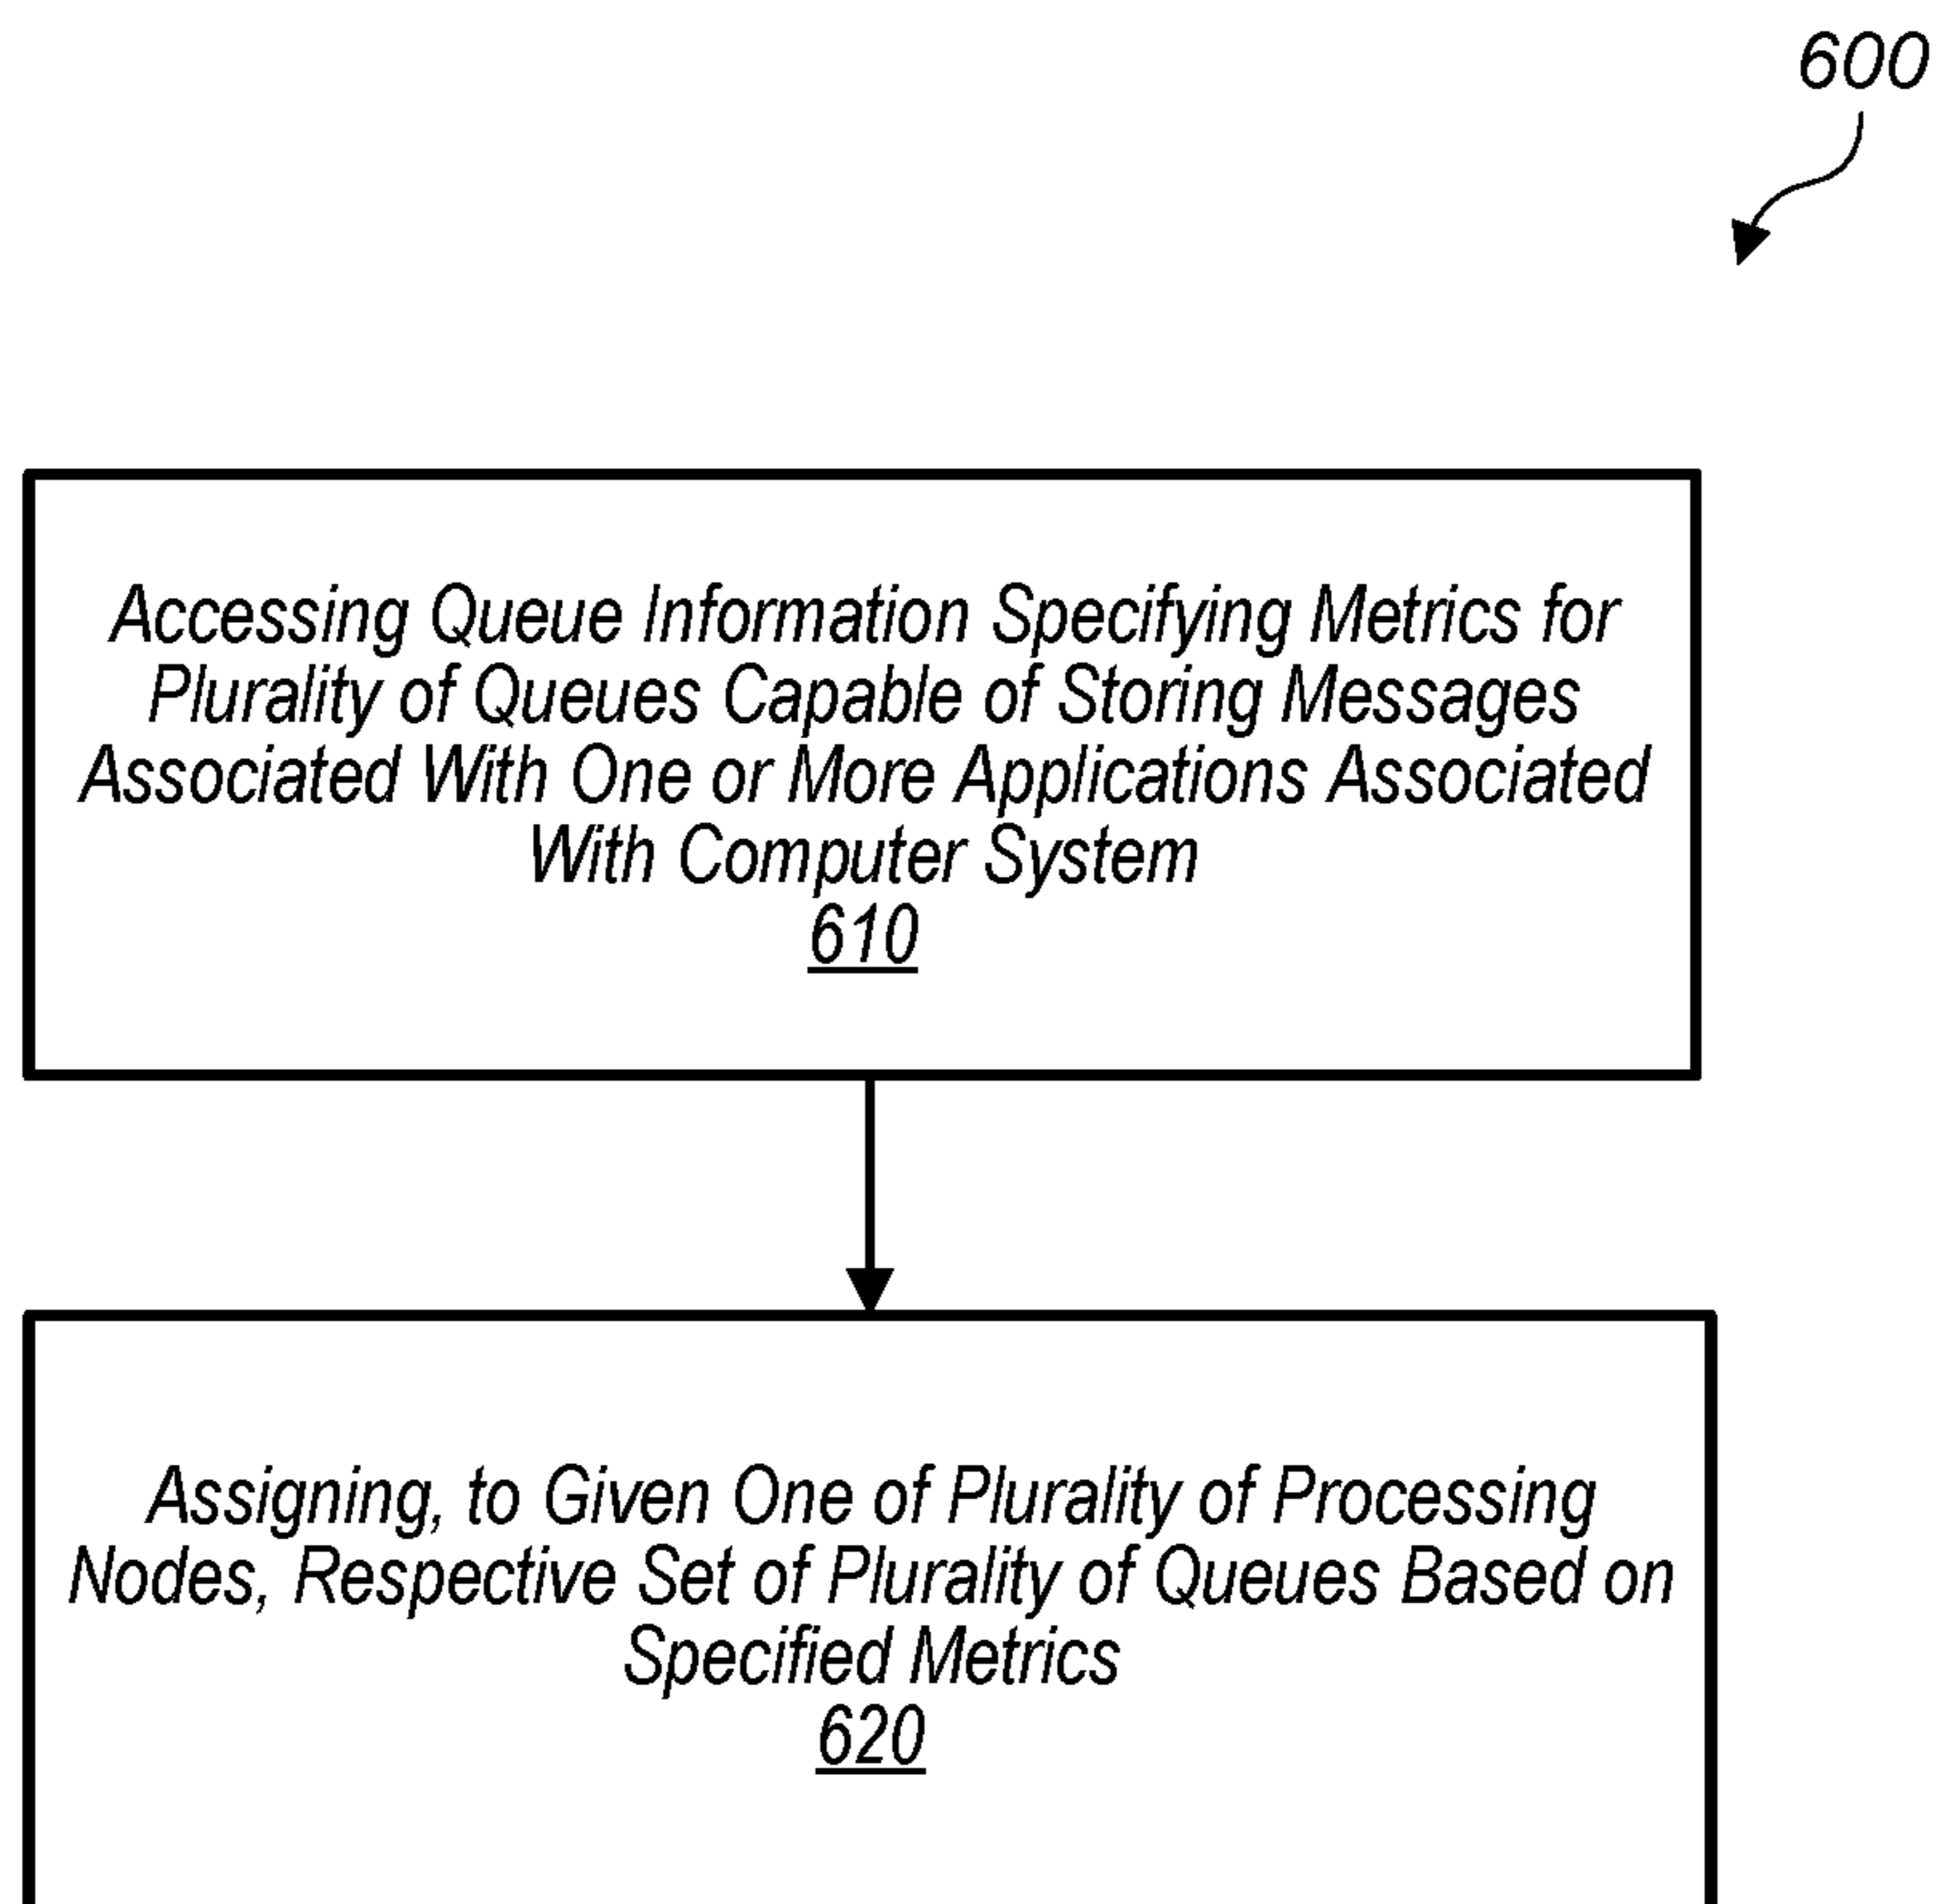 600
Accessing Queue Information Specifying Metrics for
Plurality of Queues Capable of Storing Messages
Associated With One or More Applications Associated
With Computer System
610
Assigning, to Given One of Plurality of Processing
Nodes, Respective Set of Plurality of Queues Based on
Specified Metrics
620